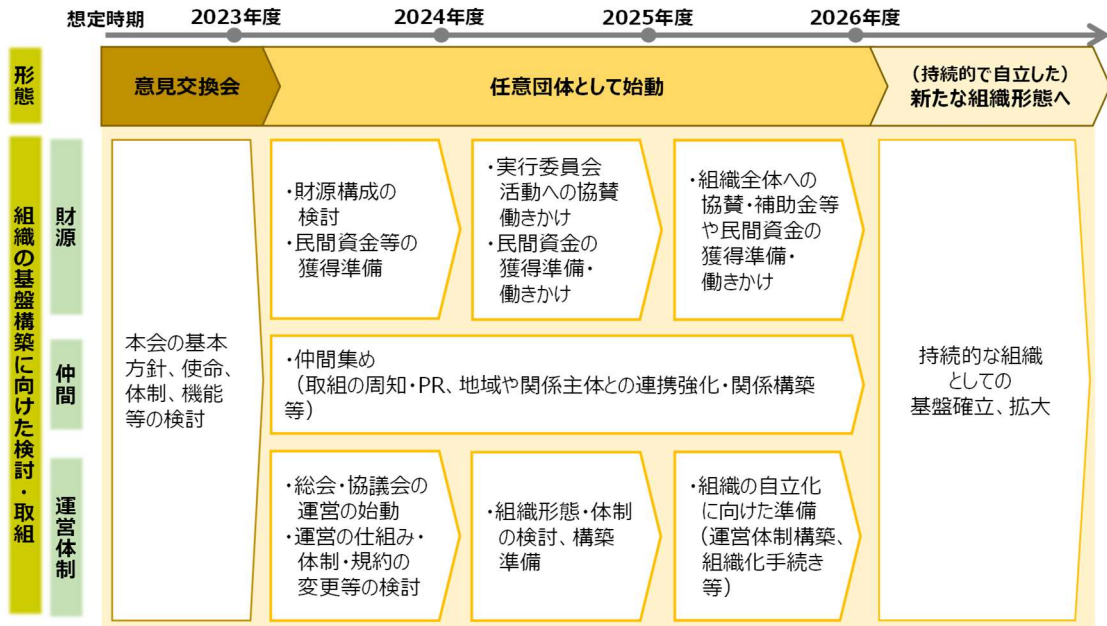 想定時期
2023年度
2024年度
2025年度
2026年度
形態
意見交換会
任意団体として始動
(持続的で自立した)
新たな組織形態へ
組織の基盤構築に向けた検討・取組
財源
仲間
運営体制
本会の基本
方針、使命、
体制、機能
等の検討
・財源構成の
検討
・民間資金等の
獲得準備
・実行委員会
活動への協賛
働きかけ
・民間資金の
獲得準備・
働きかけ
・組織全体への
協賛・補助金等
や民間資金の
獲得準備・
働きかけ
・仲間集め
(取組の周知・PR、地域や関係主体との連携強化・関係構築
等)
・総会・協議会の
運営の始動
・運営の仕組み・
体制・規約の
変更等の検討
・組織形態・体制
の検討、構築
準備
・組織の自立化
に向けた準備
(運営体制構築、
組織化手続き
等)
持続的な組織
としての
基盤確立、拡大